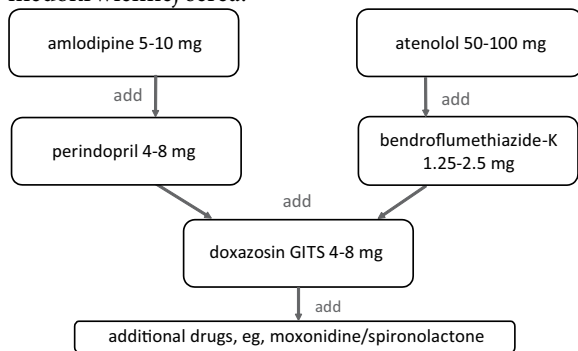 amlodipine 5-10 mg
atenolol 50-100 mg
add
add
perindopril 4-8 mg
bendroflumethiazide-K
1.25-2.5 mg
add
doxazosin GITS 4-8 mg
add
additional drugs, eg, moxonidine/spironolactone